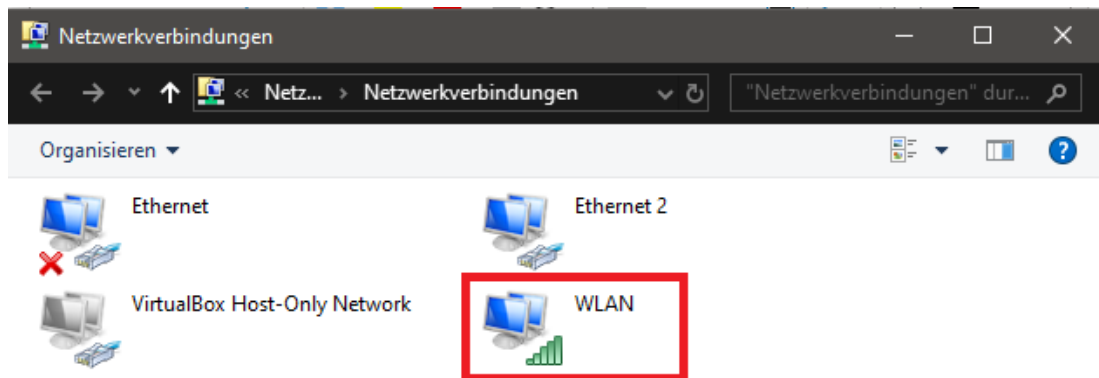 Netzwerkverbindungen
« Netz... › Netzwerkverbindungen "Netzwerkverbindungen" dur...
Organisieren
Ethernet Ethernet 2
VirtualBox Host-Only Network WLAN